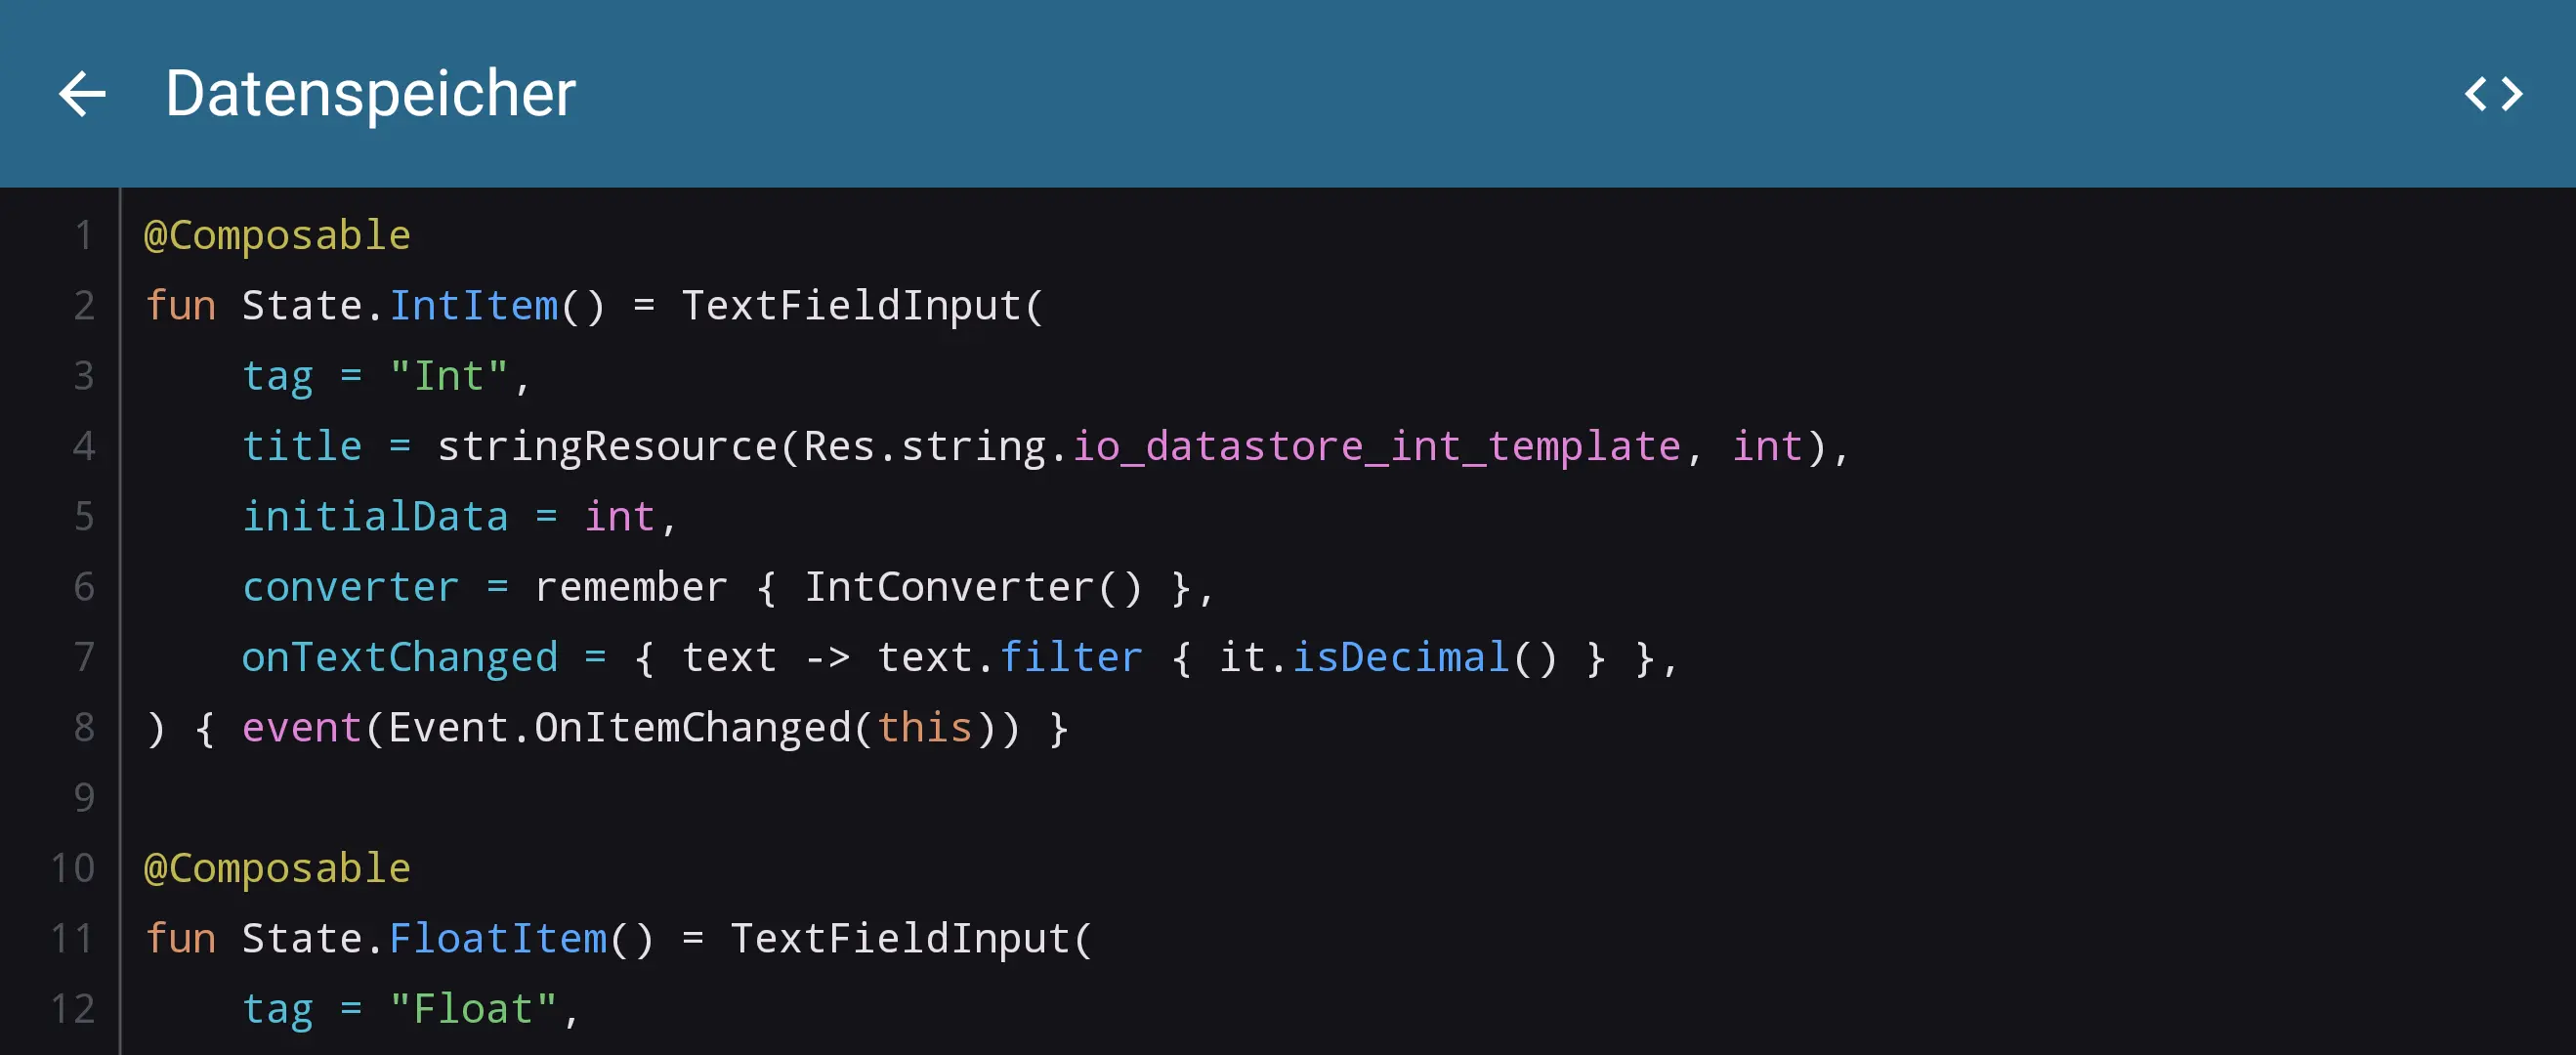 Datenspeicher
1 @Composable
2 fun State.IntItem() = TextFieldInput(
3     tag = "Int",
4     title = stringResource(Res.string.io_datastore_int_template, int),
5     initialData = int,
6     converter = remember { IntConverter() },
7     onTextChanged = { text -> text.filter { it.isDecimal() } },
8 ) { event(Event.OnItemChanged(this)) }
9
10 @Composable
11 fun State.FloatItem() = TextFieldInput(
12     tag = "Float",